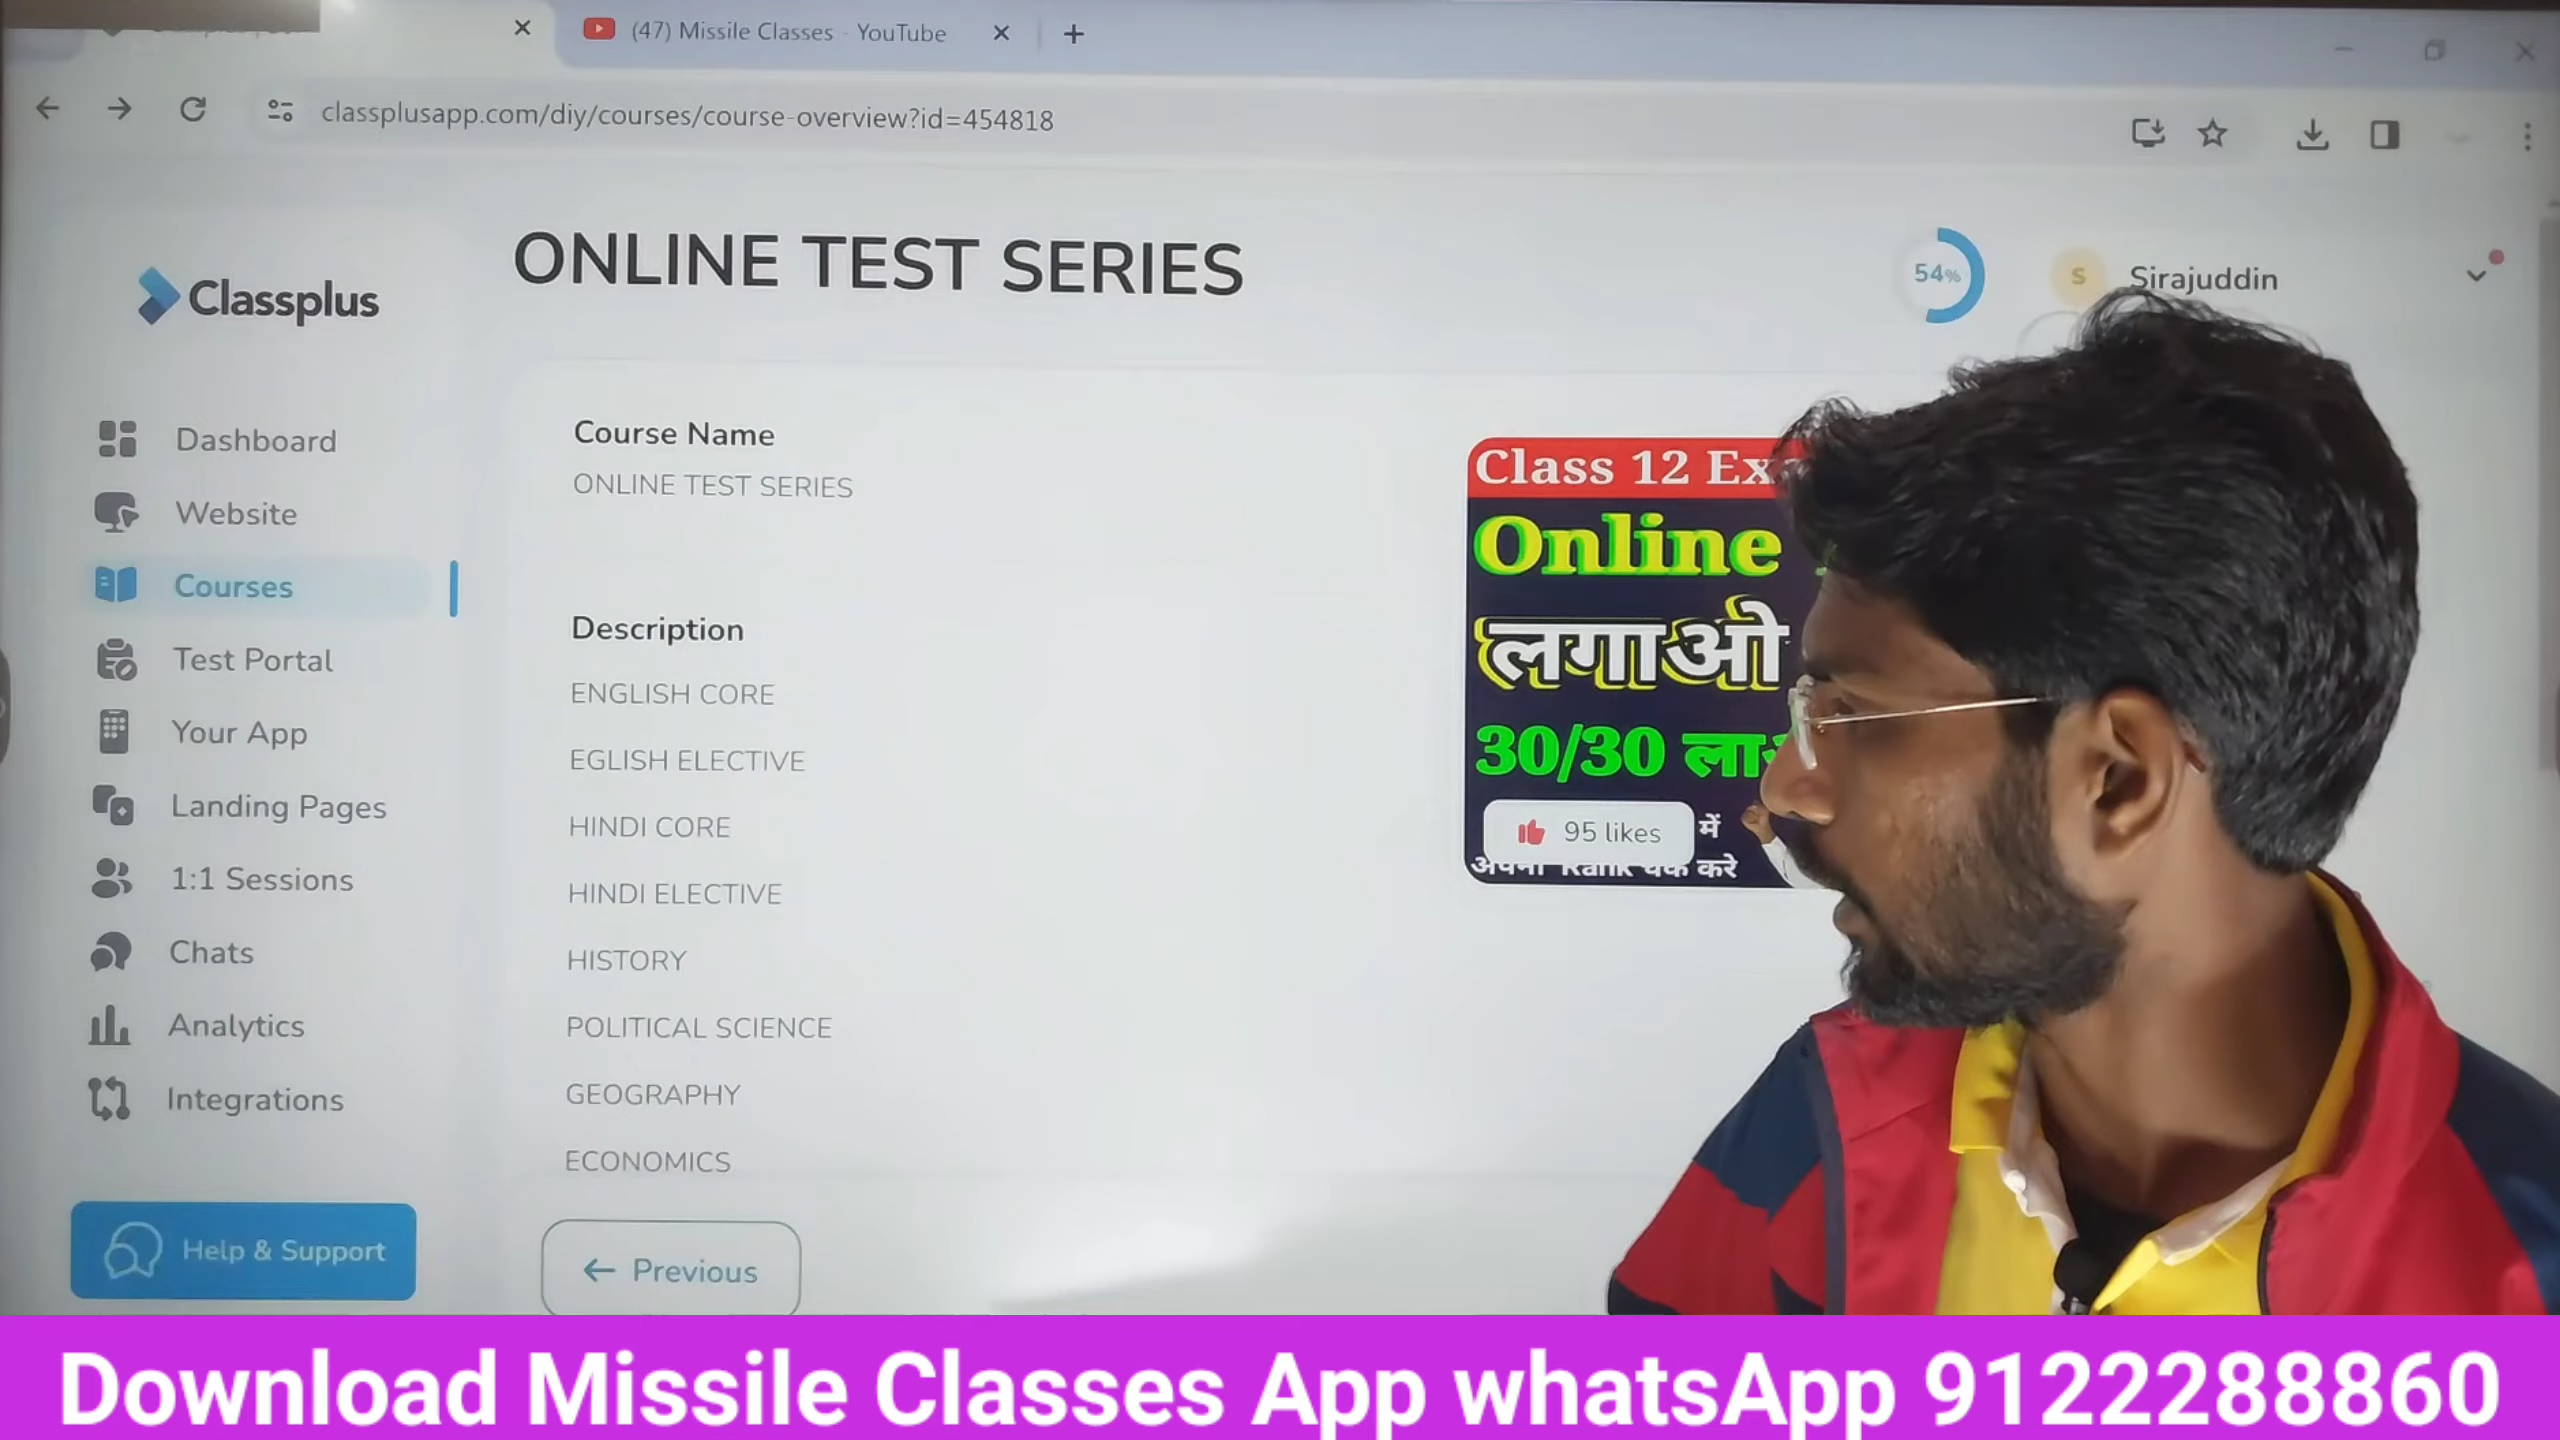 (47) Missile Classes - YouTube
classplusapp.com/diy/courses/course-overview?id=454818
Classplus
ONLINE TEST SERIES
54%
S
Sirajuddin
Dashboard
Website
Courses
Test Portal
Your App
Landing Pages
1:1 Sessions
Chats
Analytics
Integrations
Help & Support
Course Name
ONLINE TEST SERIES
Description
ENGLISH CORE
EGLISH ELECTIVE
HINDI CORE
HINDI ELECTIVE
HISTORY
POLITICAL SCIENCE
GEOGRAPHY
ECONOMICS
Previous
Class 12
Online
लगाओ
30/30
95 likes में
करे
Download Missile Classes App whatsApp 9122288860